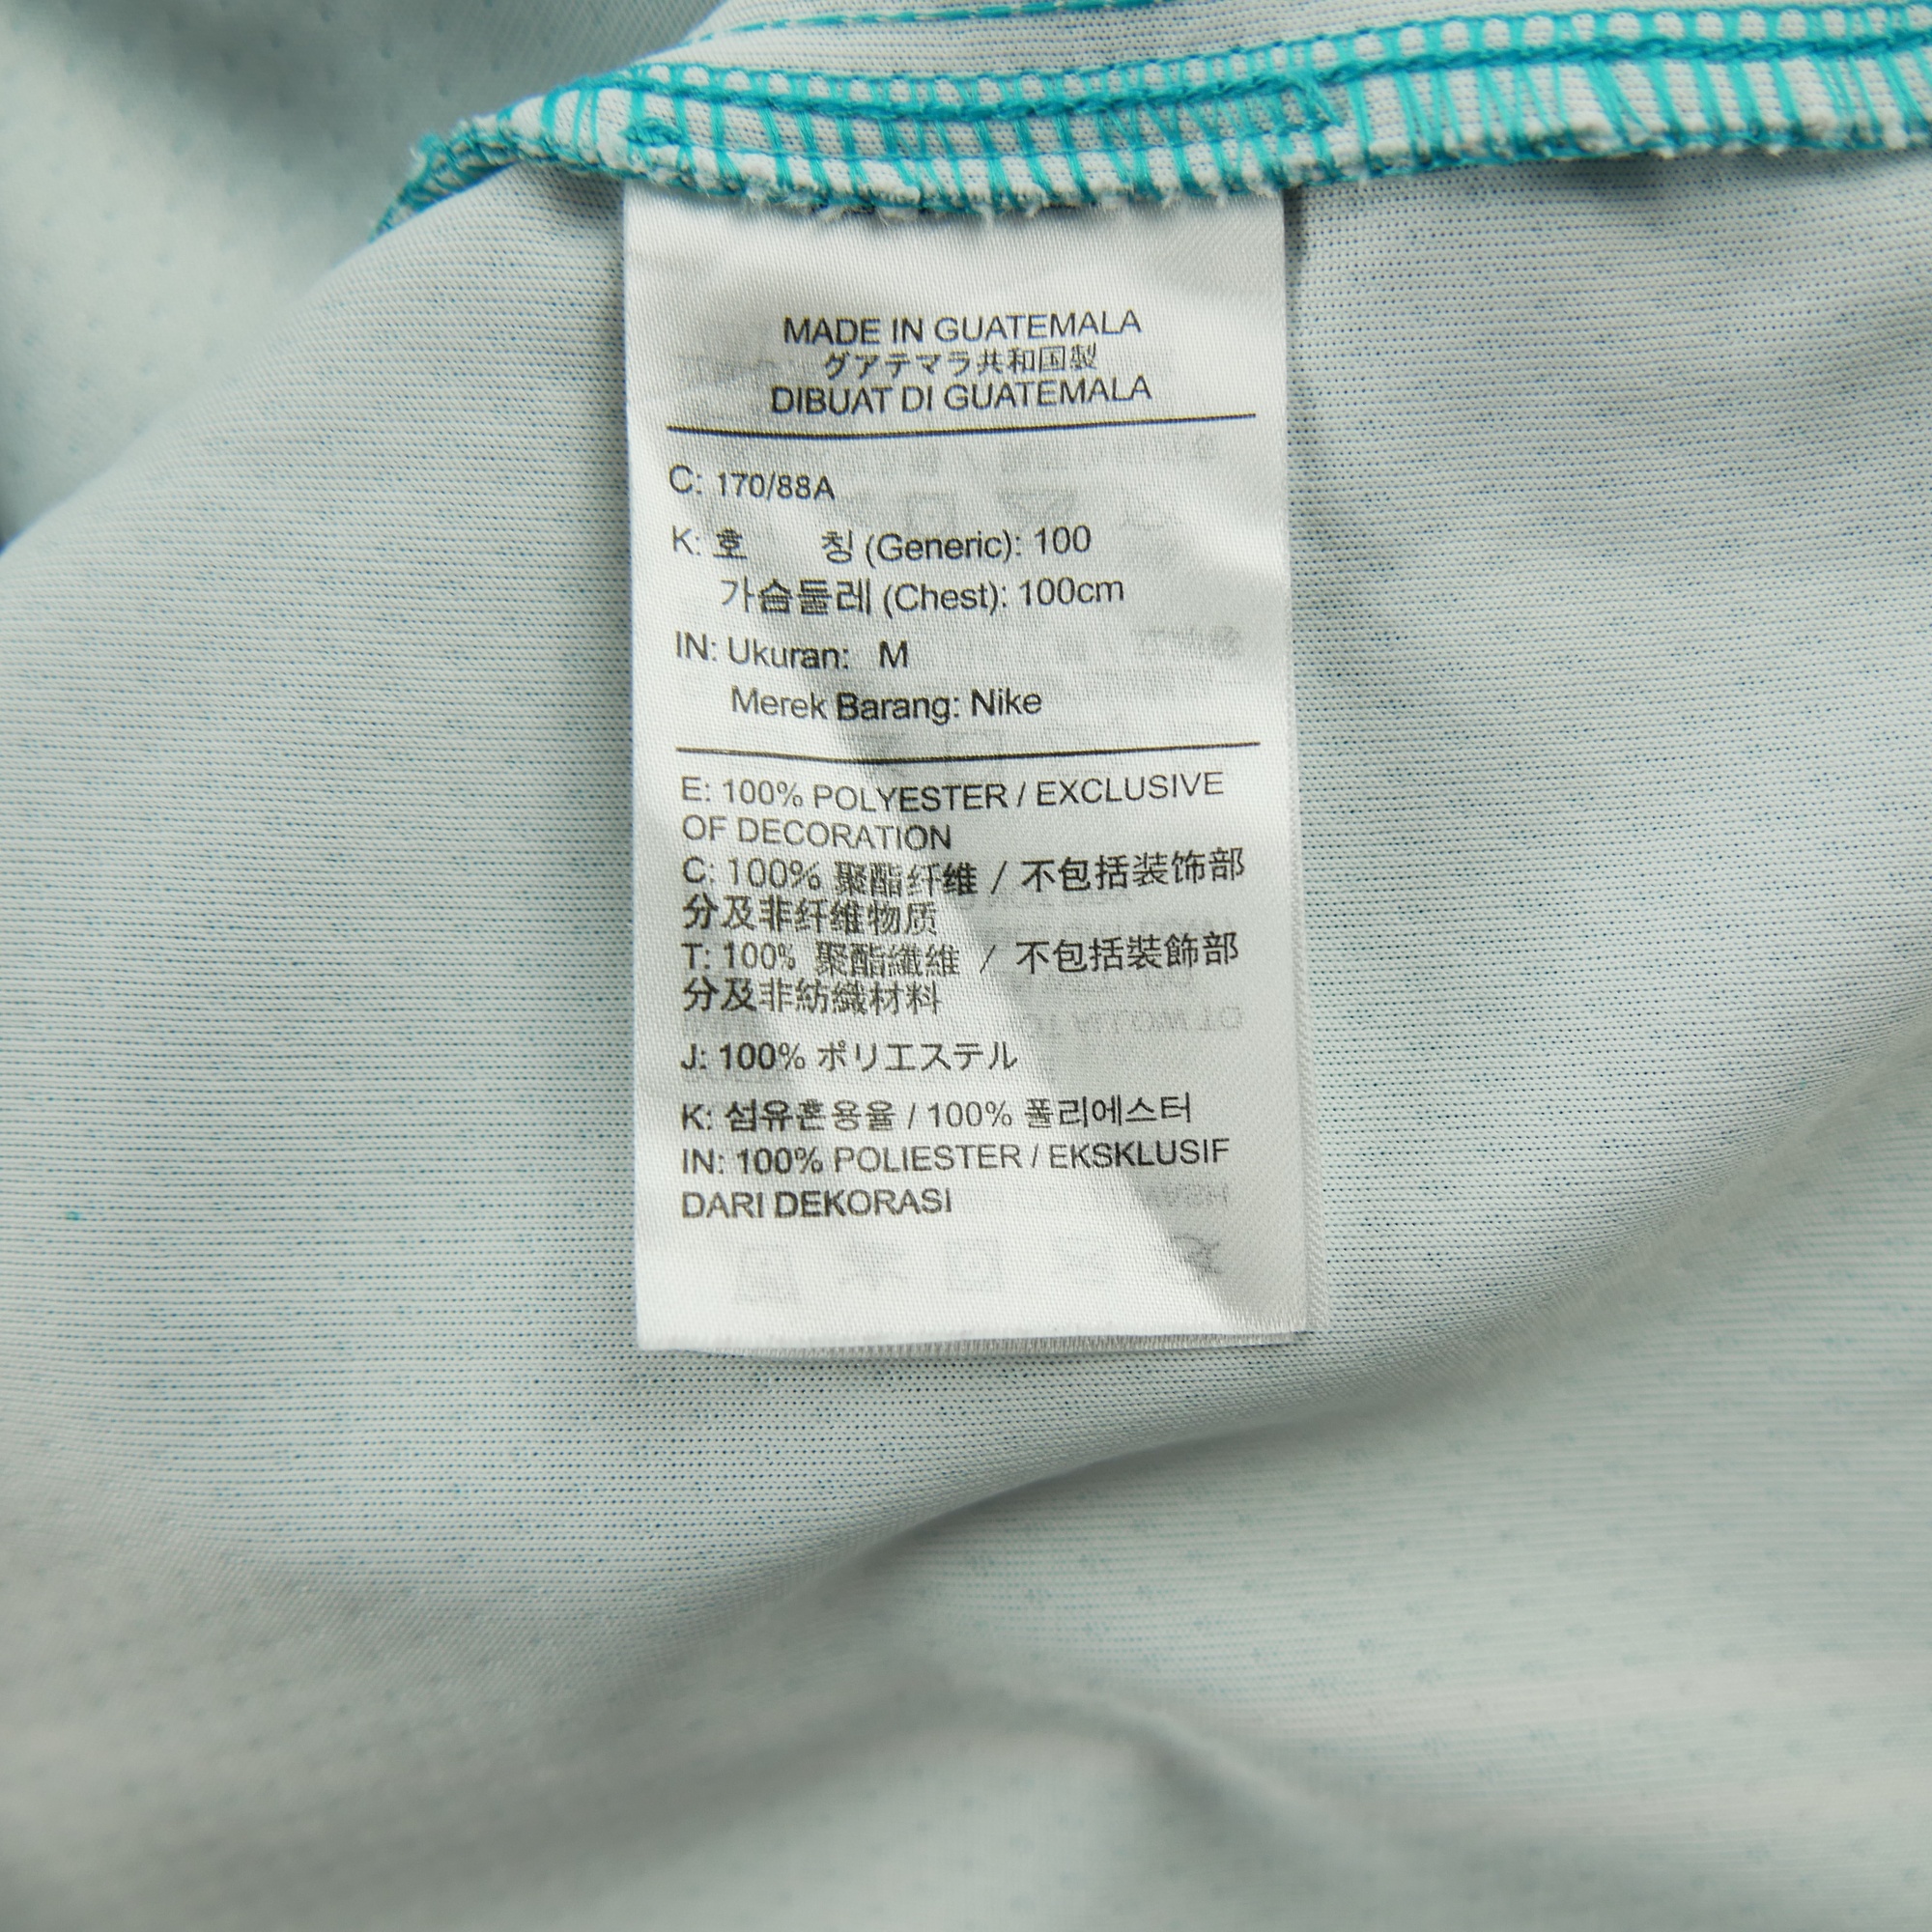 MADE IN GUATEMALA
グアテマラ共和国製
DIBUAT DI GUATEMALA
C: 170/88A
K: 호 칭 (Generic): 100
가슴둘레 (Chest): 100cm
IN: Ukuran: M
Merek Barang: Nike
E: 100% POLYESTER / EXCLUSIVE
OF DECORATION
C: 100% 聚酯纤维 / 不包括装饰部
分及非纤维物质
T: 100% 聚酯纖維 / 不包括裝飾部
分及非紡織材料
J: 100% ポリエステル
K: 섬유혼용율 / 100% 폴리에스터
IN: 100% POLIESTER / EKSKLUSIF
DARI DEKORASI